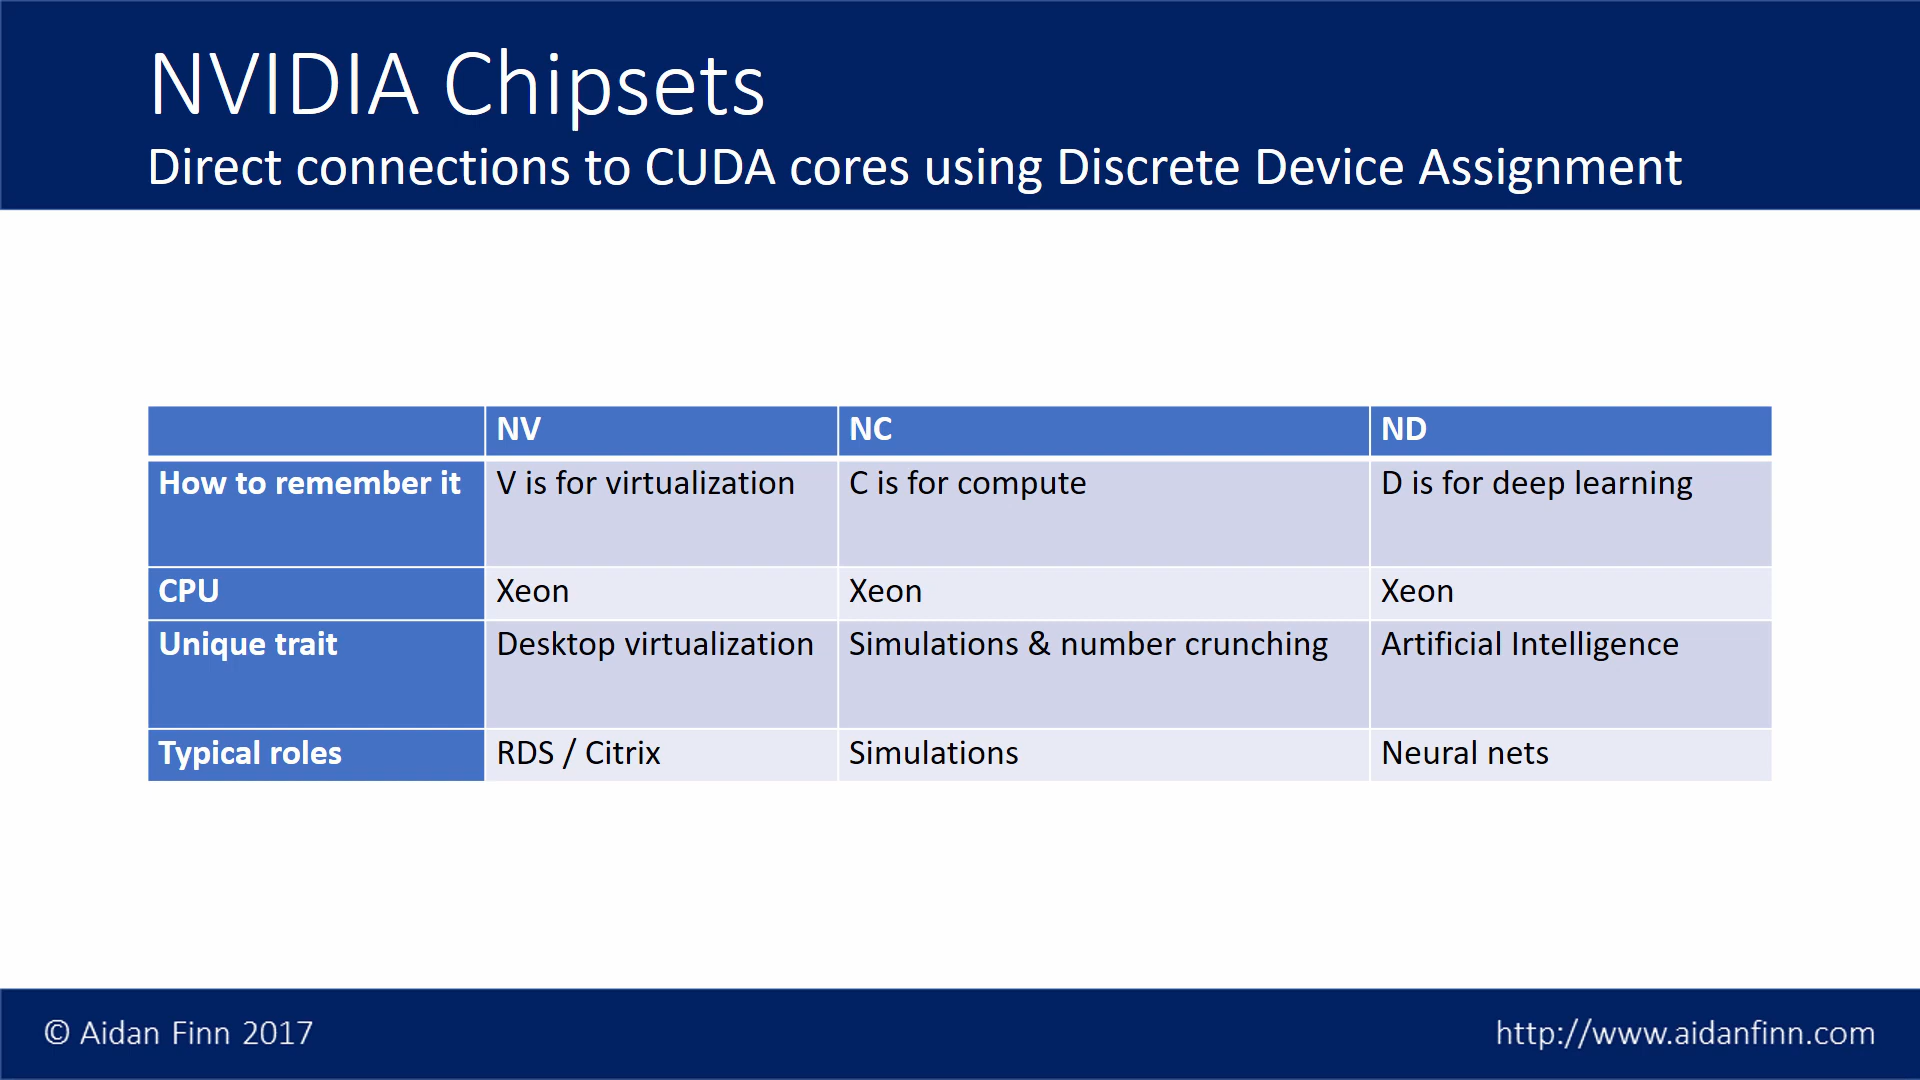 NVIDIA Chipsets
Direct connections to CUDA cores using Discrete Device Assignment
NV NC ND
How to remember it V is for virtualization C is for compute D is for deep learning
CPU Xeon Xeon Xeon
Unique trait Desktop virtualization Simulations & number crunching Artificial Intelligence
Typical roles RDS / Citrix Simulations Neural nets
© Aidan Finn 2017 http://www.aidanfinn.com